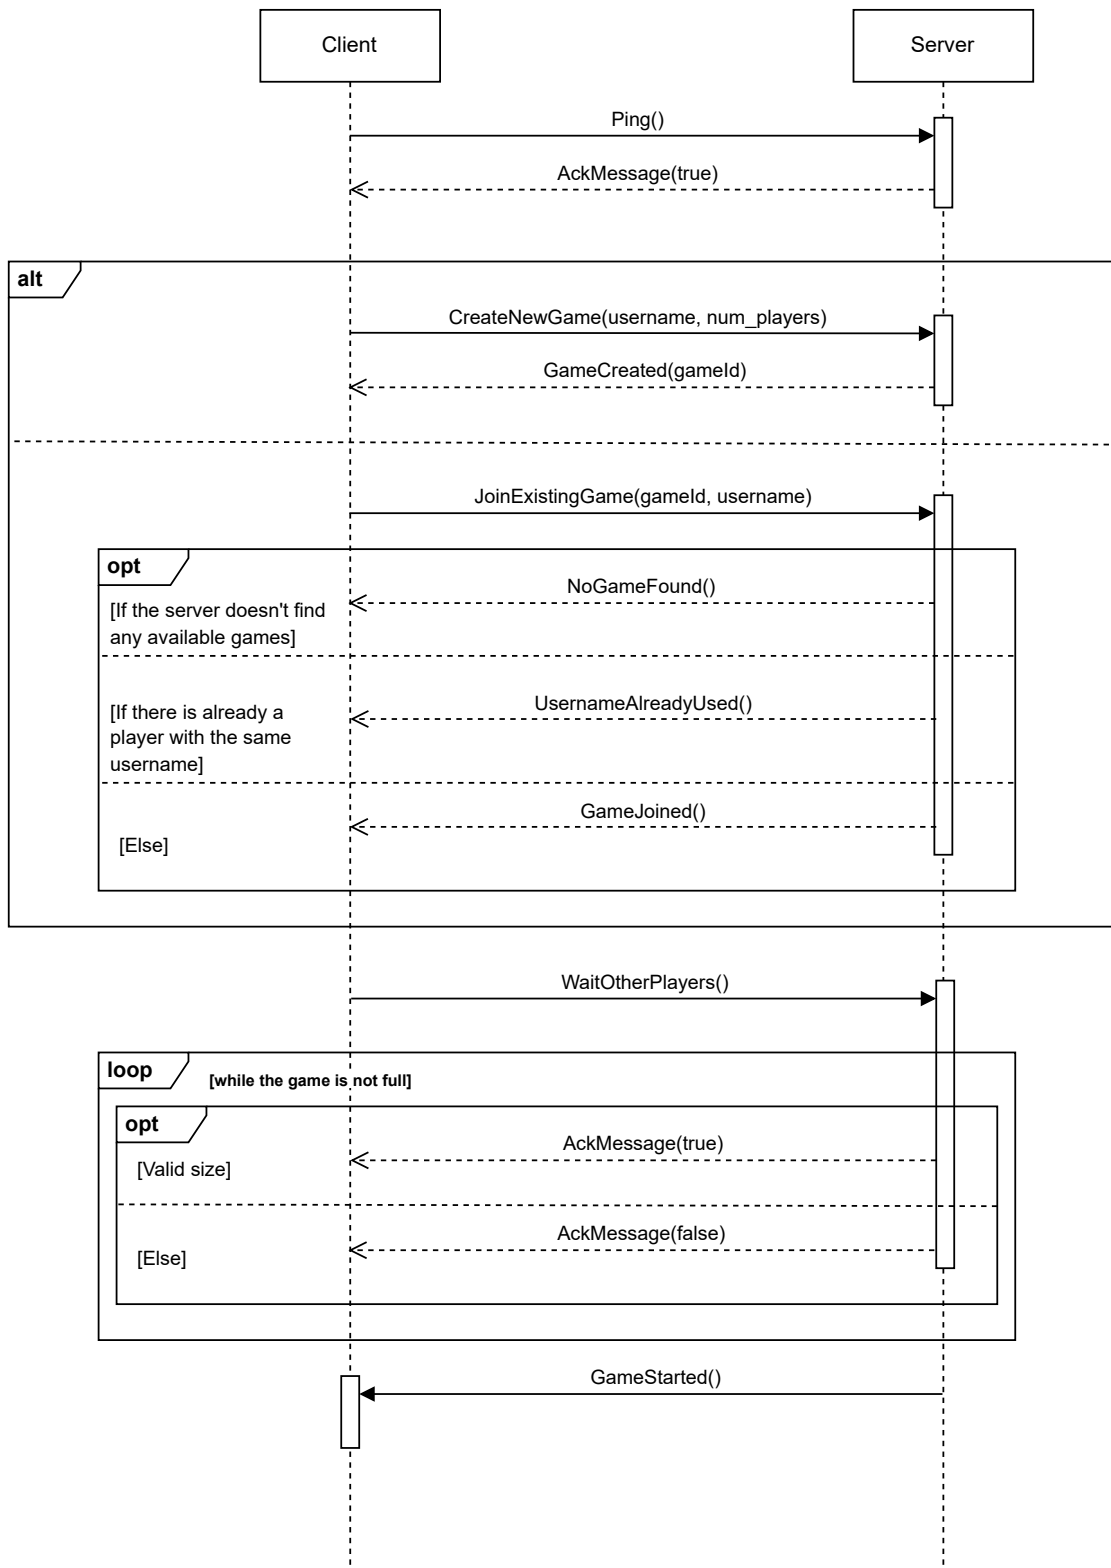 Client
Server
Ping()
AckMessage(true)
alt
CreateNewGame(username, num_players)
GameCreated(gameId)
JoinExistingGame(gameId, username)
opt
NoGameFound()
[If the server doesn't find
any available games]
UsernameAlreadyUsed()
[If there is already a
player with the same
username]
GameJoined()
[Else]
WaitOtherPlayers()
loop
[while the game is not full]
opt
AckMessage(true)
[Valid size]
AckMessage(false)
[Else]
GameStarted()